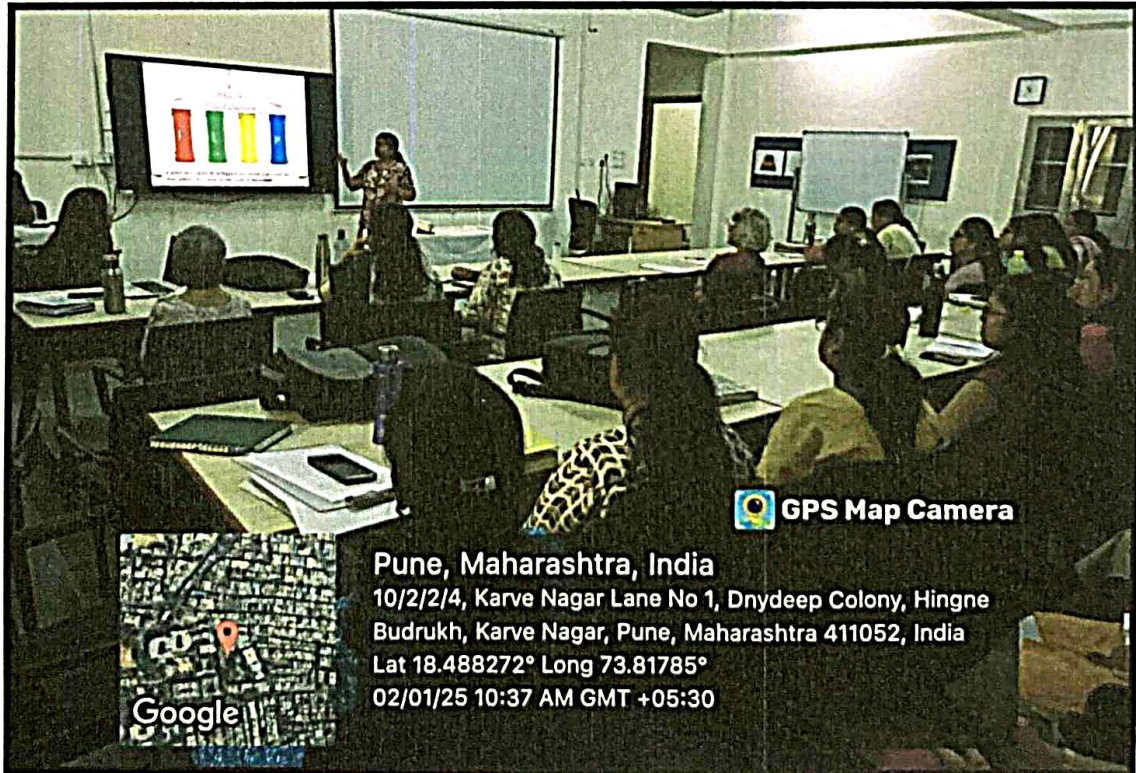 GPS Map Camera
Pune, Maharashtra, India
10/2/2/4, Karve Nagar Lane No 1, Dnydeep Colony, Hingne
Budrukh, Karve Nagar, Pune, Maharashtra 411052, India
Lat 18.488272° Long 73.81785°
02/01/25 10:37 AM GMT +05:30
Google